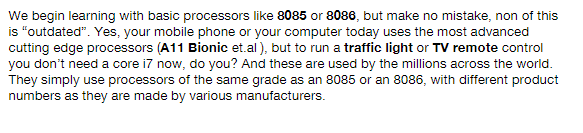 We begin learning with basic processors like 8085 or 8086, but make no mistake, non of this
is “outdated”. Yes, your mobile phone or your computer today uses the most advanced
cutting edge processors (A11 Bionic et.al), but to run a traffic light or TV remote control
you don’t need a core i7 now, do you? And these are used by the millions across the world.
They simply use processors of the same grade as an 8085 or an 8086, with different product
numbers as they are made by various manufacturers.